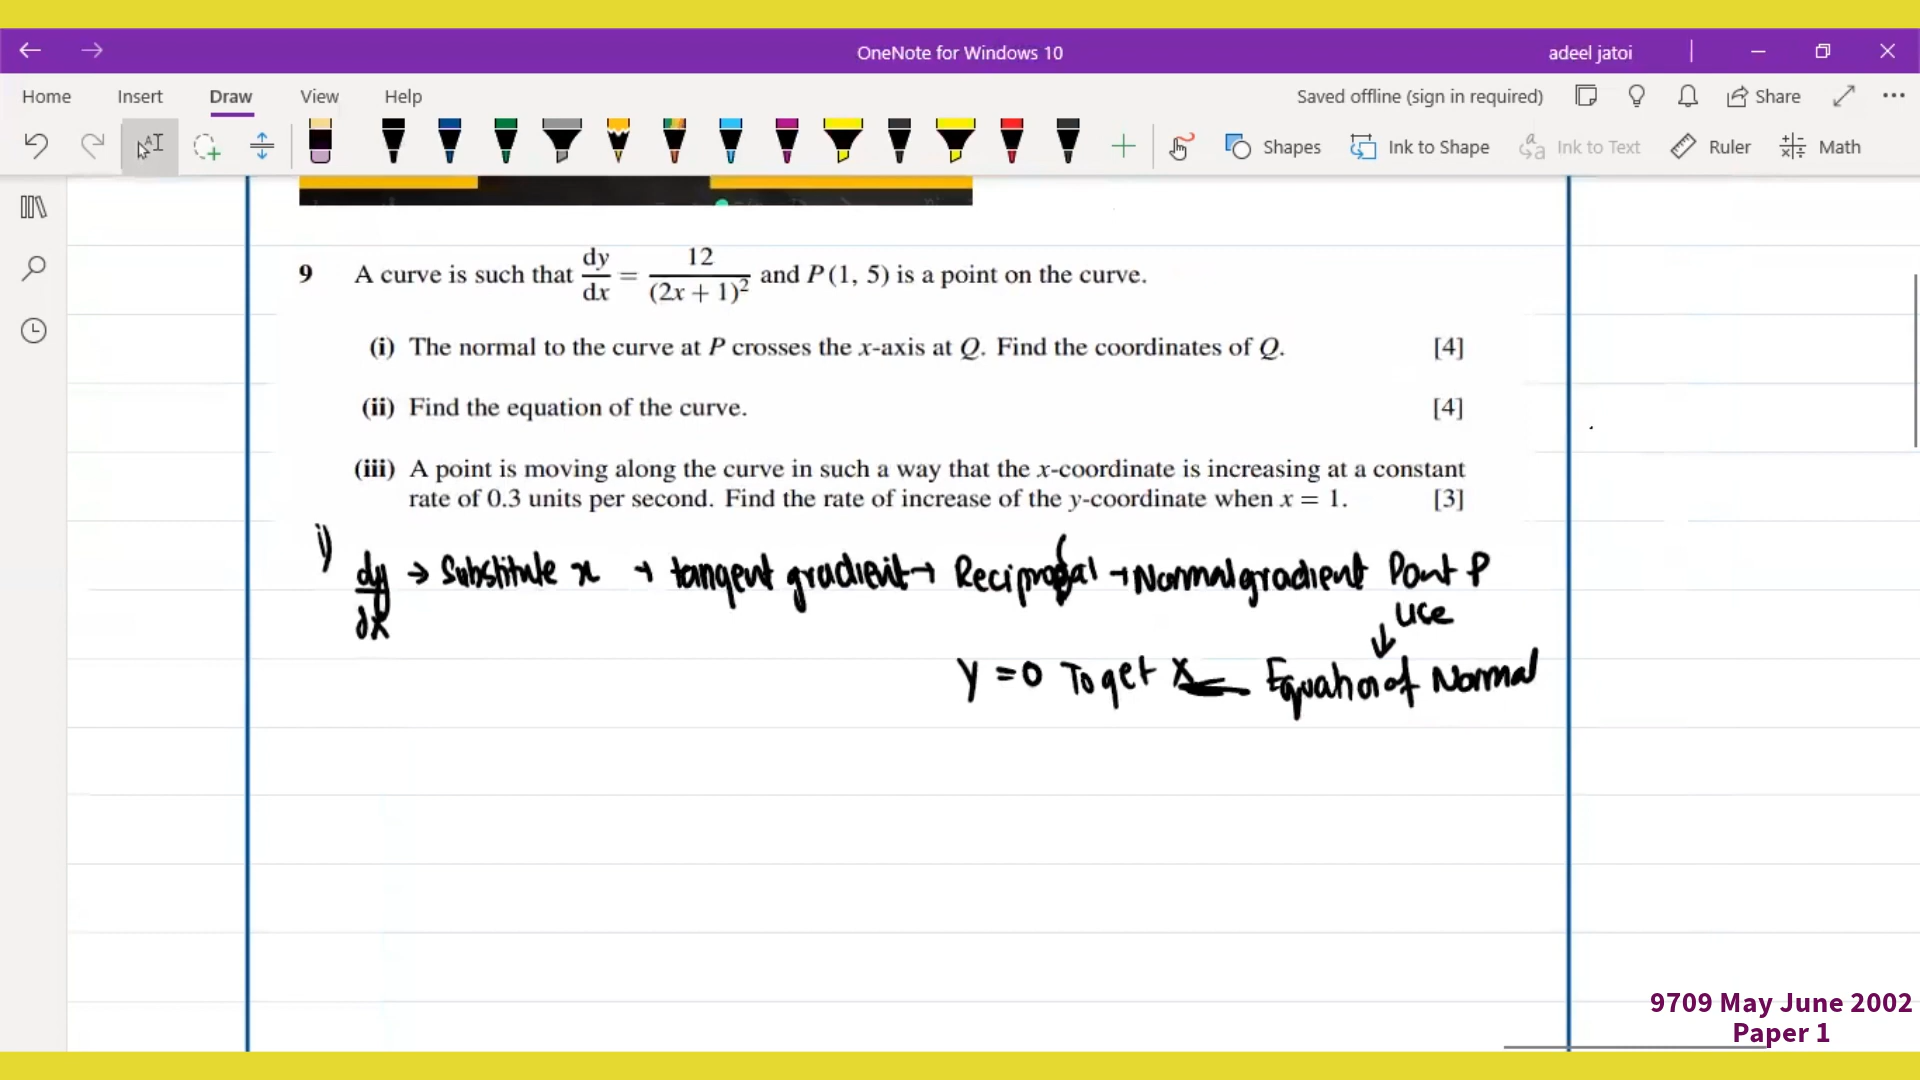 OneNote for Windows 10
adeel jatoi
Home Insert Draw View Help
Saved offline (sign in required)
Share
Shapes Ink to Shape Ink to Text Ruler Math
9 A curve is such that dy/dx = 12/(2x + 1)² and P(1, 5) is a point on the curve.
(i) The normal to the curve at P crosses the x-axis at Q. Find the coordinates of Q. [4]
(ii) Find the equation of the curve. [4]
(iii) A point is moving along the curve in such a way that the x-coordinate is increasing at a constant
rate of 0.3 units per second. Find the rate of increase of the y-coordinate when x = 1. [3]
i)
dy/dx → Substitute x → tangent gradient → Reciprocal → Normal gradient Point P
use
↓
y = 0 To get x ← Equation of Normal
9709 May June 2002
Paper 1